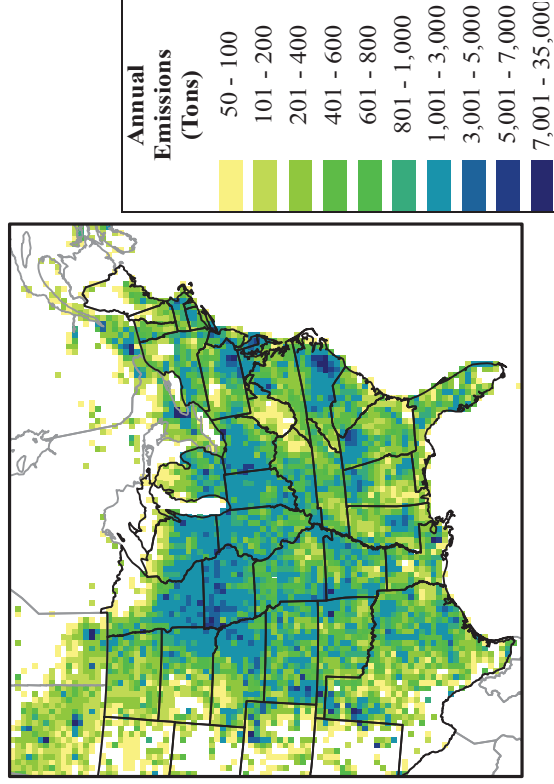 Annual
Emissions
(Tons)
50 - 100
101 - 200
201 - 400
401 - 600
601 - 800
801 - 1,000
1,001 - 3,000
3,001 - 5,000
5,001 - 7,000
7,001 - 35,000